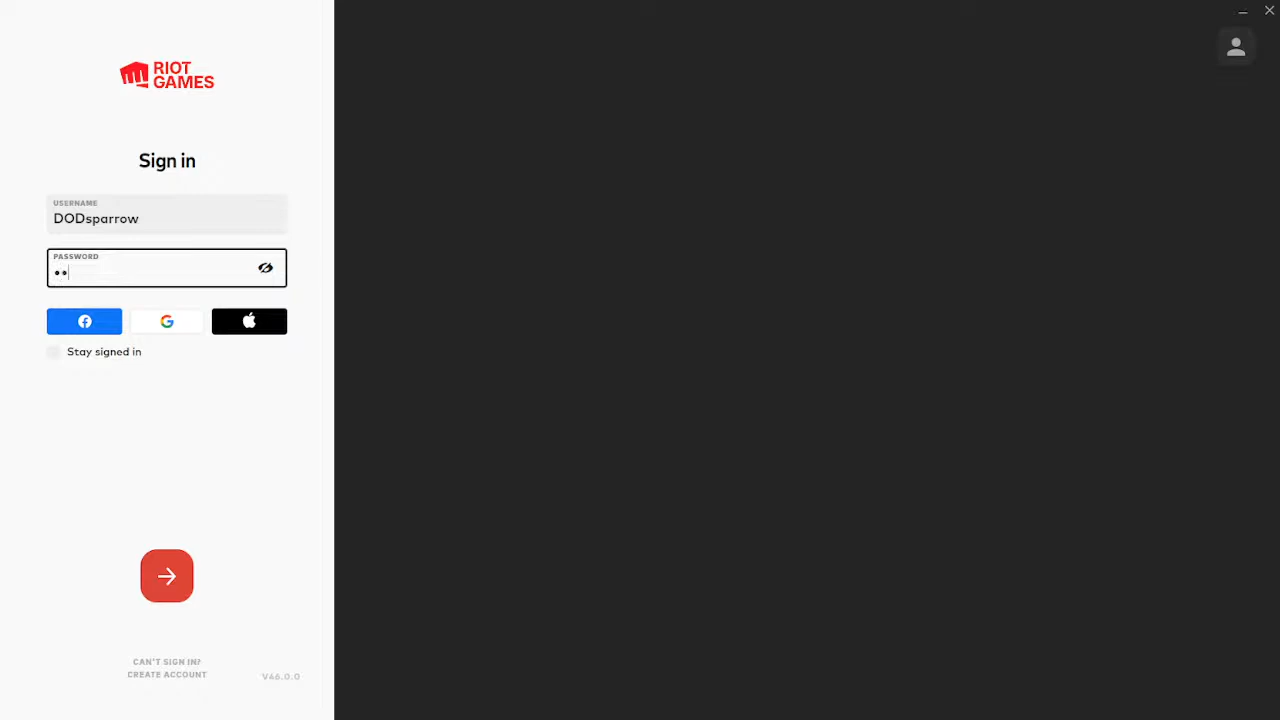 RIOT
GAMES
Sign in
USERNAME
DODsparrow
PASSWORD
••
Stay signed in
CAN'T SIGN IN?
CREATE ACCOUNT
V46.0.0